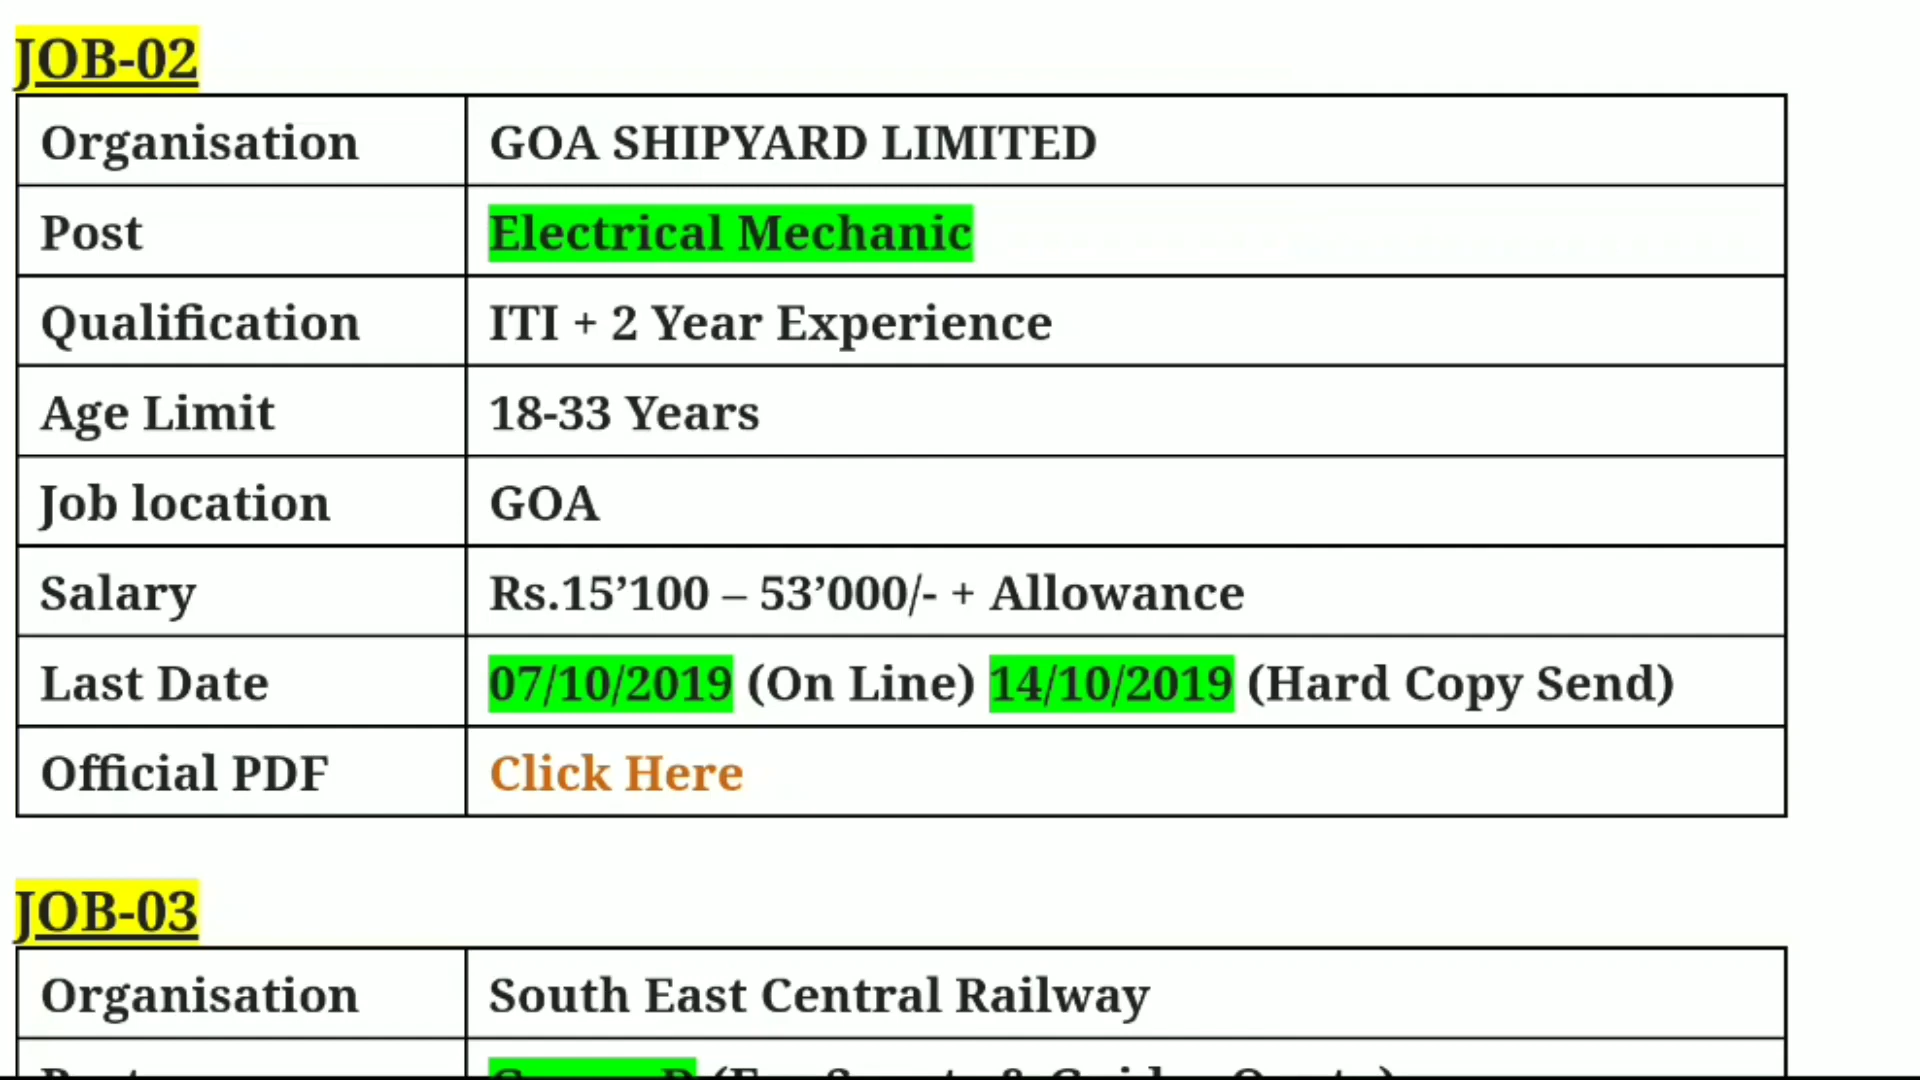 JOB-02
Organisation GOA SHIPYARD LIMITED
Post Electrical Mechanic
Qualification ITI + 2 Year Experience
Age Limit 18-33 Years
Job location GOA
Salary Rs.15’100 – 53’000/- + Allowance
Last Date 07/10/2019 (On Line) 14/10/2019 (Hard Copy Send)
Official PDF Click Here
JOB-03
Organisation South East Central Railway